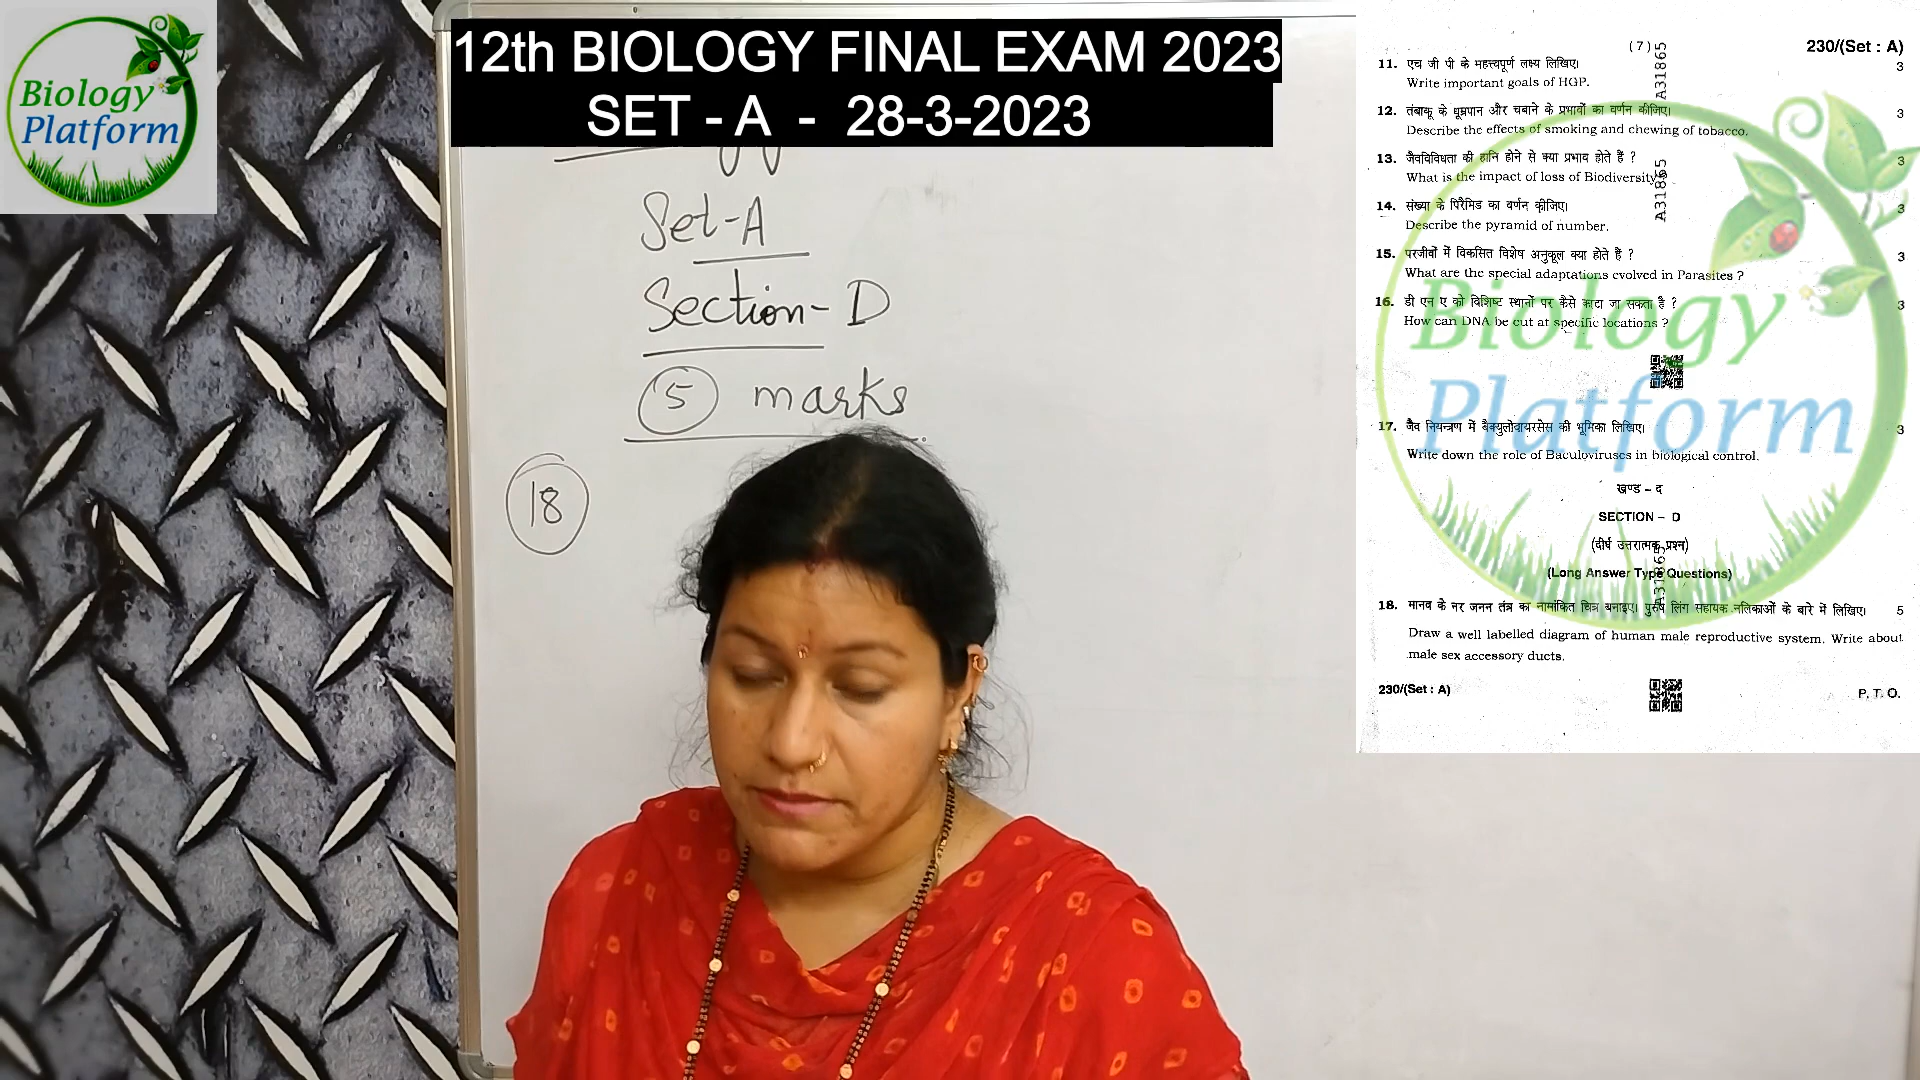 Biology
Platform
12th BIOLOGY FINAL EXAM 2023
SET - A - 28-3-2023
Set-A
Section-D
5 marks
18
( 7 )
230/(Set : A)
11. एच जी पी के महत्त्वपूर्ण लक्ष्य लिखिए। 3
Write important goals of HGP.
12. तंबाकू के धूम्रपान और चबाने के प्रभावों का वर्णन कीजिए। 3
Describe the effects of smoking and chewing of tobacco.
13. जैवविविधता की हानि होने से क्या प्रभाव होते हैं ? 3
What is the impact of loss of Biodiversity ?
14. संख्या के पिरैमिड का वर्णन कीजिए। 3
Describe the pyramid of number.
15. परजीवों में विकसित विशेष अनुकूल क्या होते हैं ? 3
What are the special adaptations evolved in Parasites ?
16. डी एन ए को विशिष्ट स्थानों पर कैसे काटा जा सकता है ? 3
How can DNA be cut at specific locations ?
17. जैव नियन्त्रण में बैक्युलोवायरसेस की भूमिका लिखिए। 3
Write down the role of Baculoviruses in biological control.
खण्ड – द
SECTION – D
(दीर्घ उत्तरात्मक प्रश्न)
(Long Answer Type Questions)
18. मानव के नर जनन तंत्र का नामांकित चित्र बनाइए। पुरुष लिंग सहायक नलिकाओं के बारे में लिखिए। 5
Draw a well labelled diagram of human male reproductive system. Write about
male sex accessory ducts.
230/(Set : A)
P. T. O.
A31865
A31865
A31865
Biology
Platform